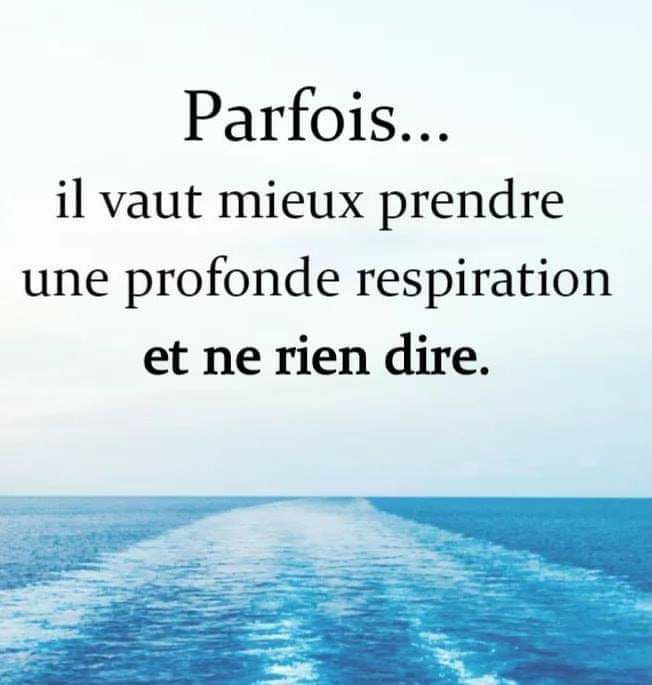 Parfois...
il vaut mieux prendre
une profonde respiration
et ne rien dire.